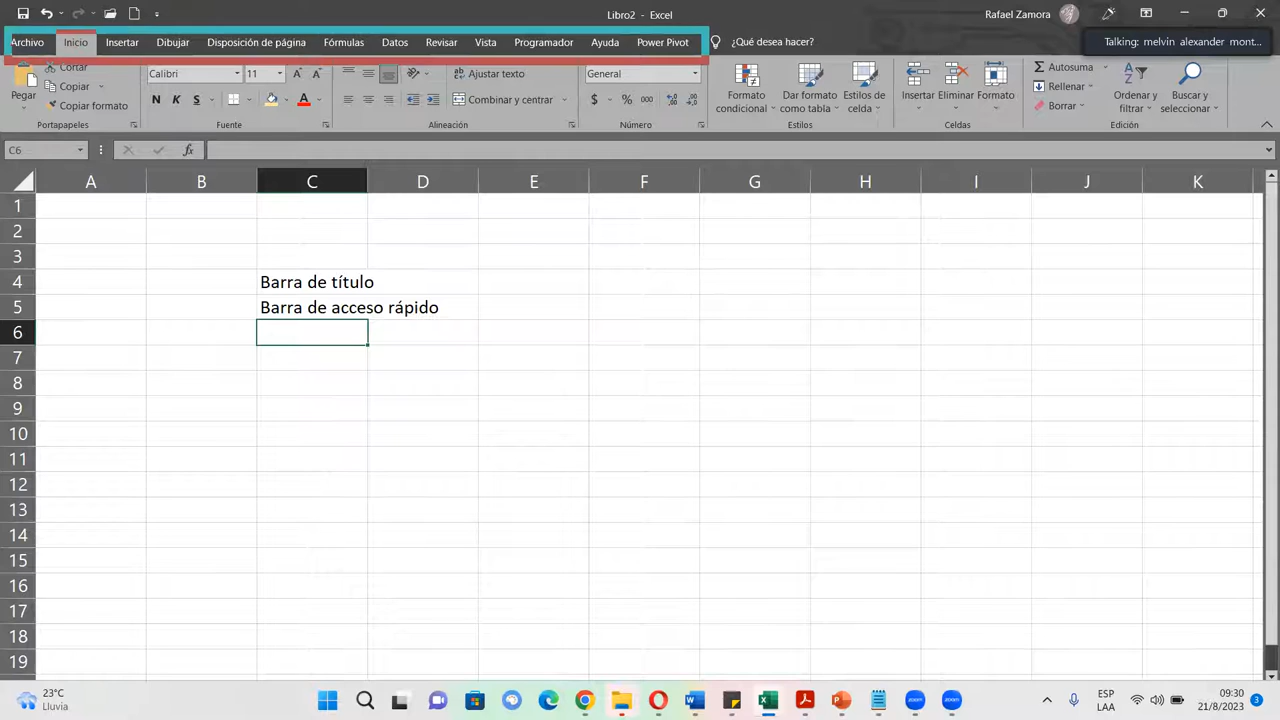 Libro2 - Excel
Rafael Zamora
Archivo Inicio Insertar Dibujar Disposición de página Fórmulas Datos Revisar Vista Programador Ayuda Power Pivot ¿Qué desea hacer?
Talking: melvin alexander mont...
Pegar
Cortar
Copiar
Copiar formato
Portapapeles
Calibri 11
N K S
Fuente
Ajustar texto
Combinar y centrar
Alineación
General
$ % 000
Número
Formato condicional
Dar formato como tabla
Estilos de celda
Estilos
Insertar Eliminar Formato
Celdas
Autosuma
Rellenar
Borrar
Ordenar y filtrar
Buscar y seleccionar
Edición
C6 fx
A B C D E F G H I J K
1
2
3
4 Barra de título
5 Barra de acceso rápido
6
7
8
9
10
11
12
13
14
15
16
17
18
19
23°C
Lluvia
zoom zoom
ESP
LAA
09:30
21/8/2023
3